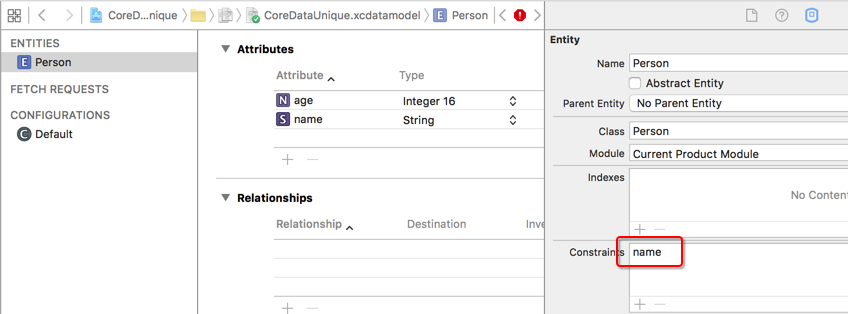 CoreD...nique CoreDataUnique.xcdatamodel E Person
ENTITIES
E Person
FETCH REQUESTS
CONFIGURATIONS
C Default
Attributes
Attribute Type
N age Integer 16
S name String
Relationships
Relationship Destination Inve
Entity
Name Person
Abstract Entity
Parent Entity No Parent Entity
Class Person
Module Current Product Module
Indexes
No Content
Constraints name